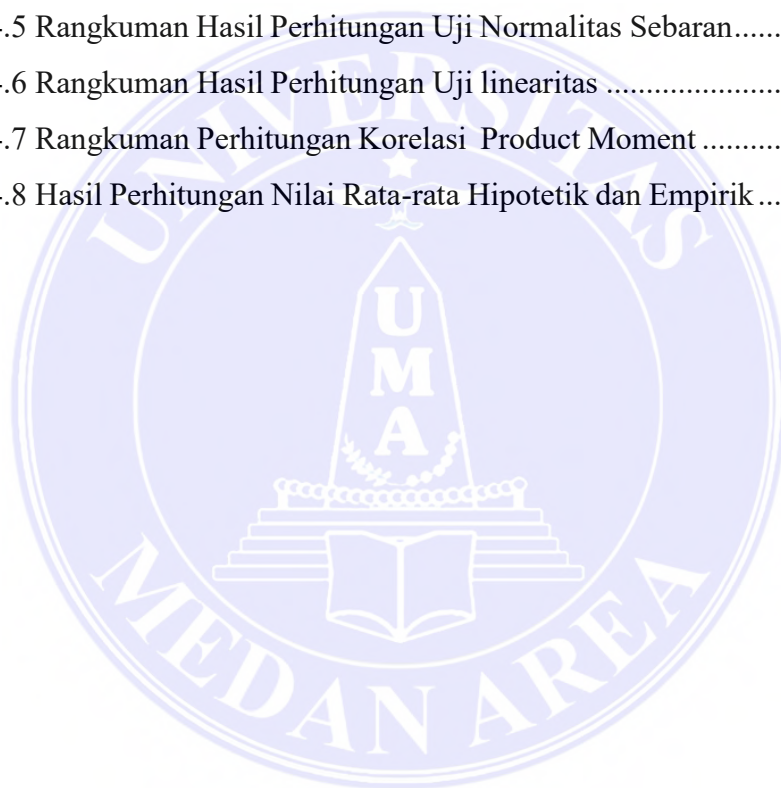 .5 Rangkuman Hasil Perhitungan Uji Normalitas Sebaran......
.6 Rangkuman Hasil Perhitungan Uji linearitas .....................
.7 Rangkuman Perhitungan Korelasi Product Moment ..........
.8 Hasil Perhitungan Nilai Rata-rata Hipotetik dan Empirik ...
UNIVERSITAS
U
M
A
MEDAN AREA